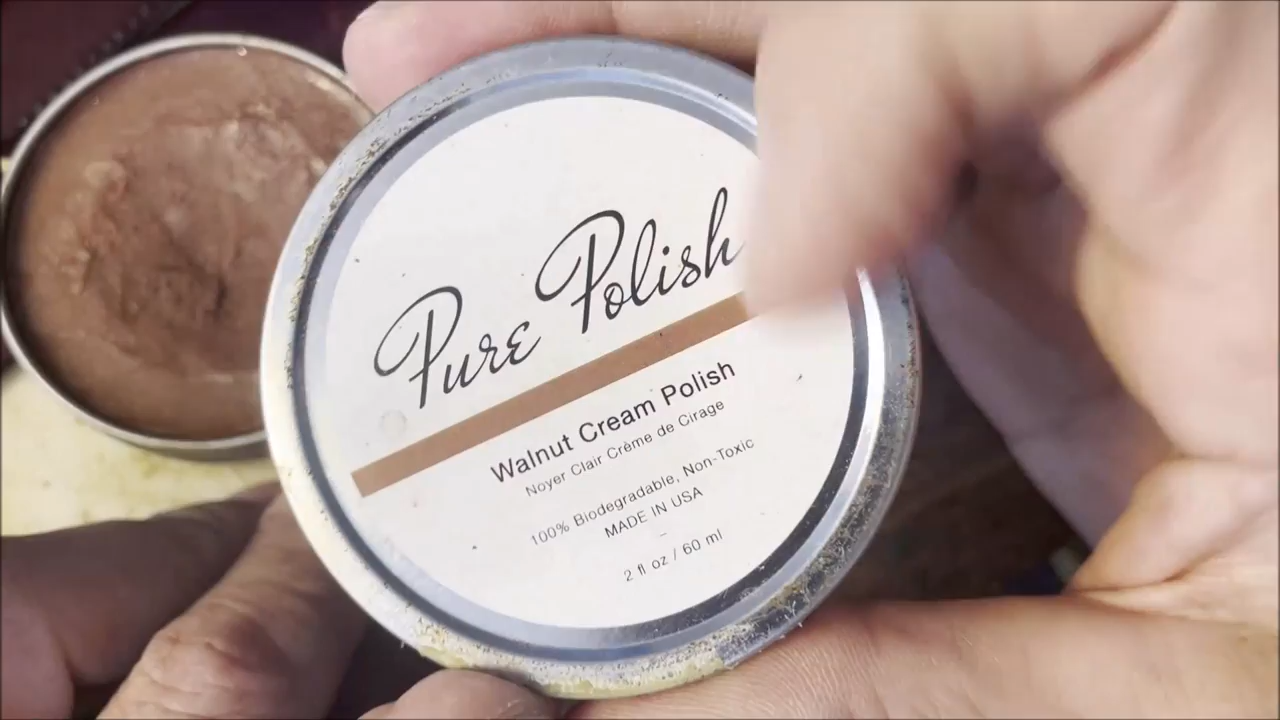 Pure Polish
Walnut Cream Polish
Noyer Clair Crème de Cirage
100% Biodegradable, Non-Toxic
MADE IN USA
–
2 fl oz / 60 ml